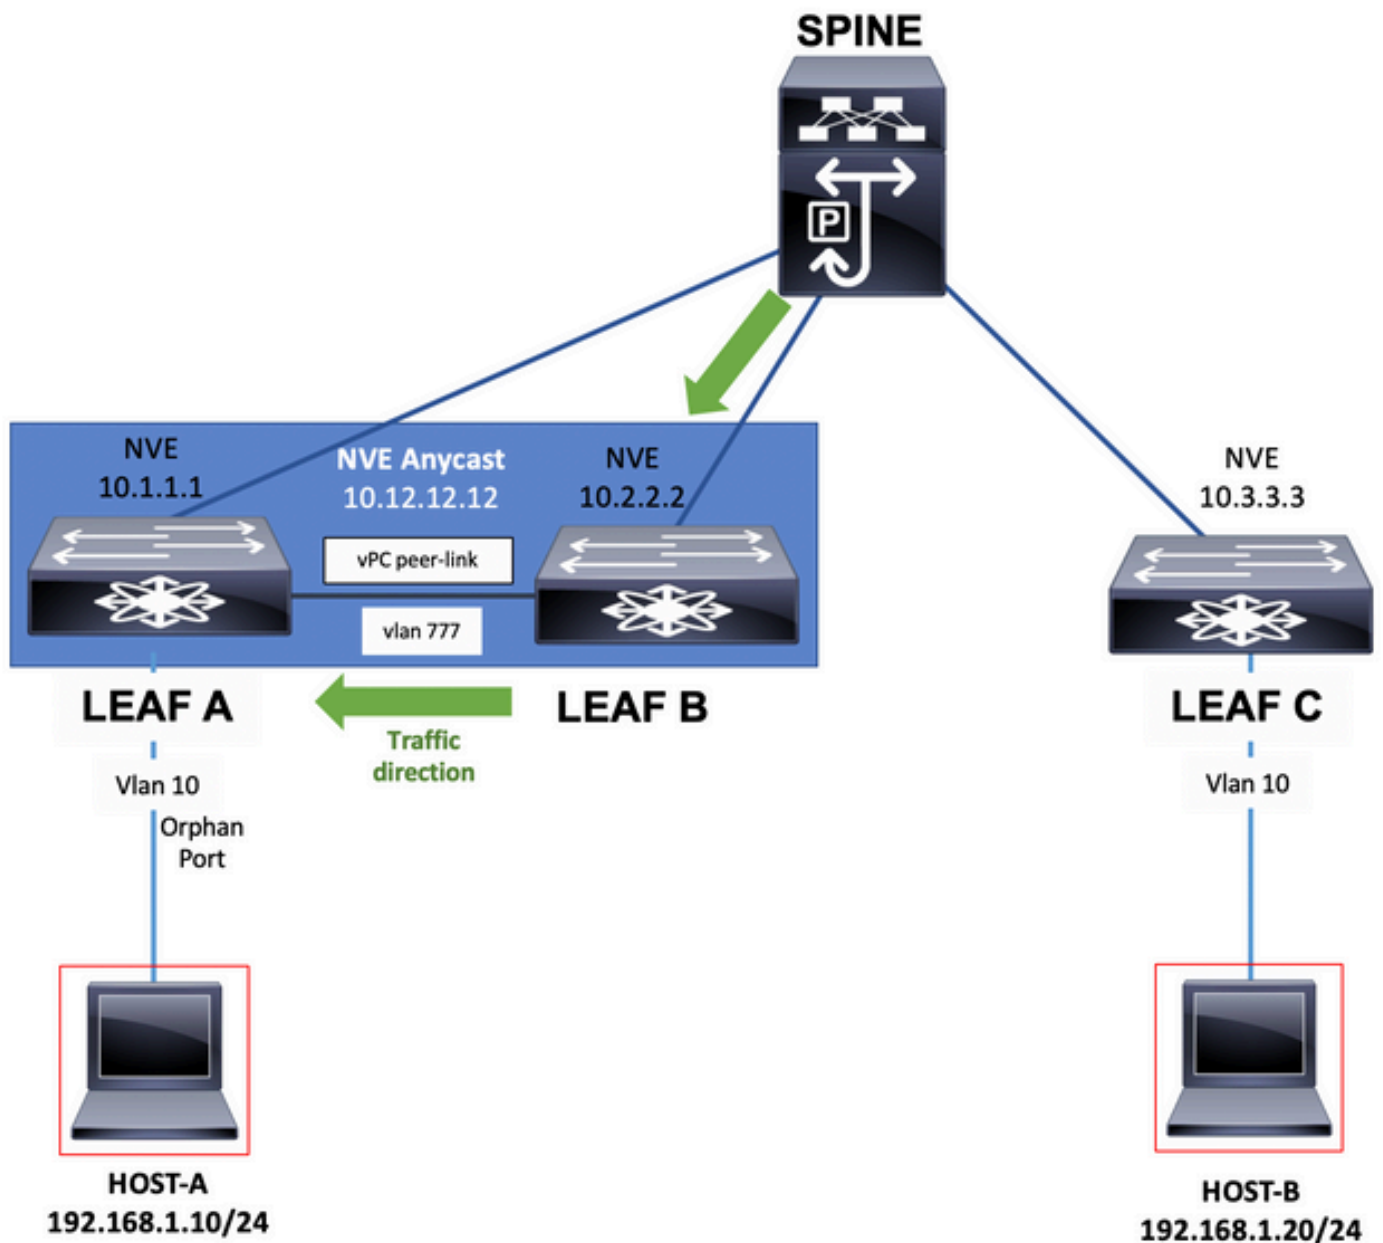 SPINE
P
NVE
10.1.1.1
NVE Anycast
10.12.12.12
NVE
10.2.2.2
NVE
10.3.3.3
vPC peer-link
vlan 777
LEAF A
LEAF B
LEAF C
Traffic
direction
Vlan 10
Vlan 10
Orphan
Port
HOST-A
192.168.1.10/24
HOST-B
192.168.1.20/24